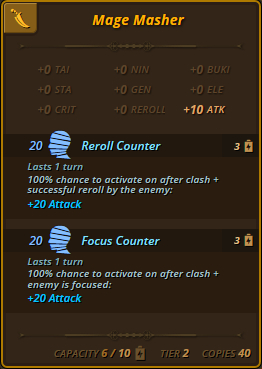 Mage Masher
+0 TAI +0 NIN +0 BUKI
+0 STA +0 GEN +0 ELE
+0 CRIT +0 REROLL +10 ATK
20 Reroll Counter 3
Lasts 1 turn
100% chance to activate on after clash +
successful reroll by the enemy:
+20 Attack
20 Focus Counter 3
Lasts 1 turn
100% chance to activate on after clash +
enemy is focused:
+20 Attack
CAPACITY 6 / 10 TIER 2 COPIES 40